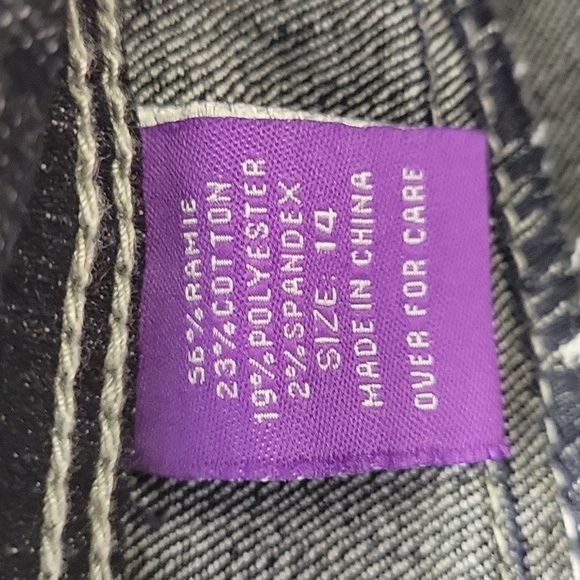 56%RAMIE
23%COTTON
19%POLYESTER
2%SPANDEX
SIZE: 14
MADE IN CHINA
OVER FOR CARE